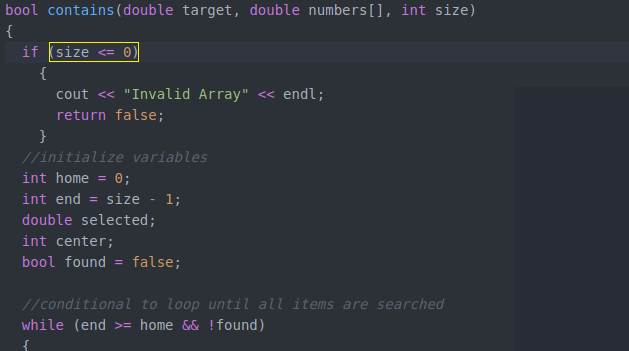 bool contains(double target, double numbers[], int size)
{
  if (size <= 0)
    {
      cout << "Invalid Array" << endl;
      return false;
    }
  //initialize variables
  int home = 0;
  int end = size - 1;
  double selected;
  int center;
  bool found = false;

  //conditional to loop until all items are searched
  while (end >= home && !found)
  {